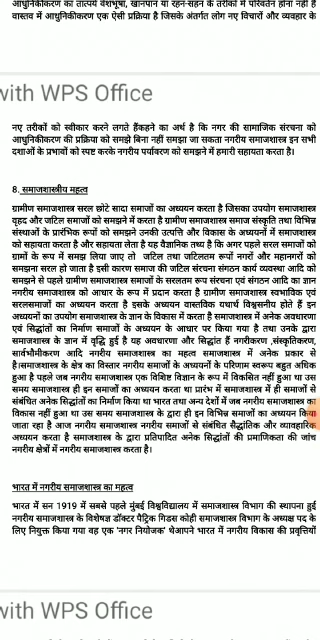 आधुनिकीकरण का तात्पर्य वेशभूषा, खानपान या रहन-सहन के तरीकों में परिवर्तन होना नहीं है
वास्तव में आधुनिकीकरण एक ऐसी प्रक्रिया है जिसके अंतर्गत लोग नए विचारों और व्यवहार के
with WPS Office
नए तरीकों को स्वीकार करने लगते हैंकहने का अर्थ है कि नगर की सामाजिक संरचना को
आधुनिकीकरण की प्रक्रिया को समझे बिना नहीं समझा जा सकता नगरीय समाजशास्त्र इन सभी
दशाओं के प्रभावों को स्पष्ट करके नगरीय पर्यावरण को समझने में हमारी सहायता करता है।
8. समाजशास्त्रीय महत्व
ग्रामीण समाजशास्त्र सरल छोटे सादा समाजों का अध्ययन करता है जिसका उपयोग समाजशास्त्र
वृहद और जटिल समाजों को समझने में करता है ग्रामीण समाजशास्त्र समाज संस्कृति तथा विभिन्न
संस्थाओं के प्रारंभिक रूपों को समझने उनकी उत्पत्ति और विकास के अध्ययनों में समाजशास्त्र
को सहायता करता है और सहायता लेता है यह वैज्ञानिक तथ्य है कि अगर पहले सरल समाजों को
ग्रामों के रूप में समझ लिया जाए तो जटिल तथा जटिलतम रूपों नगरों और महानगरों को
समझना सरल हो जाता है इसी कारण समाज की जटिल संरचना संगठन कार्य व्यवस्था आदि को
समझने से पहले ग्रामीण समाजशास्त्र समाजों के सरलतम रूप संरचना एवं संगठन आदि का ज्ञान
नगरीय समाजशास्त्र को आधार के रूप में प्रदान करता है ग्रामीण समाजशास्त्र स्वभाविक एवं
सरलसमाजों का अध्ययन करता है इसके अध्ययन वास्तविक यथार्थ विश्वसनीय होते हैं इन
अध्ययनों का उपयोग समाजशास्त्र के ज्ञान के विकास में करता है समाजशास्त्र में अनेक अवधारणा
एवं सिद्धांतों का निर्माण समाजों के अध्ययन के आधार पर किया गया है तथा उनके द्वारा
समाजशास्त्र के ज्ञान में वृद्धि हुई है यह अवधारणा और सिद्धांत हैं नगरीकरण ,संस्कृतिकरण,
सार्वभौमीकरण आदि नगरीय समाजशास्त्र का महत्व समाजशास्त्र में अनेक प्रकार से
है।समाजशास्त्र के क्षेत्र का विस्तार नगरीय समाजों के अध्ययनों के परिणाम स्वरूप बहुत अधिक
हुआ है पहले जब नगरीय समाजशास्त्र एक विशिष्ट विज्ञान के रूप में विकसित नहीं हुआ था उस
समय समाजशास्त्र ही इन समाजों का अध्ययन करता था प्रारंभ में समाजशास्त्र में ही समाजों से
संबंधित अनेक सिद्धांतों का निर्माण किया था भारत तथा अन्य देशों में जब नगरीय समाजशास्त्र का
विकास नहीं हुआ था उस समय समाजशास्त्र के द्वारा ही इन विभिन्न समाजों का अध्ययन किया
जाता रहा है आज नगरीय समाजशास्त्र नगरीय समाजों से संबंधित सैद्धांतिक और व्यावहारिक
अध्ययन करता है समाजशास्त्र के द्वारा प्रतिपादित अनेक सिद्धांतों की प्रमाणिकता की जांच
नगरीय क्षेत्रों में नगरीय समाजशास्त्र करता है।
भारत में नगरीय समाजशास्त्र का महत्व
भारत में सन 1919 में सबसे पहले मुंबई विश्वविद्यालय में समाजशास्त्र विभाग की स्थापना हुई
नगरीय समाजशास्त्र के विशेषज्ञ डॉक्टर पैट्रिक गिडस कोही समाजशास्त्र विभाग के अध्यक्ष पद के
लिए नियुक्त किया गया वह एक 'नगर नियोजक' थेआपने भारत में नगरीय विकास की प्रवृत्तियों
with WPS Office